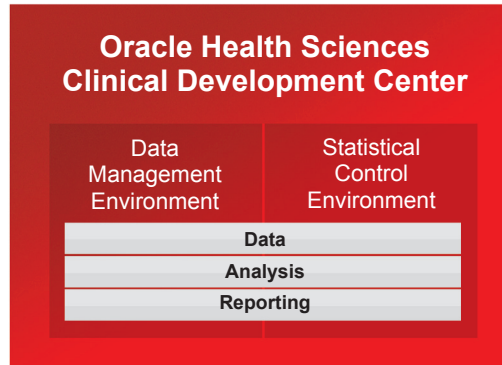 Oracle Health Sciences
Clinical Development Center
Data
Management
Environment
Statistical
Control
Environment
Data
Analysis
Reporting